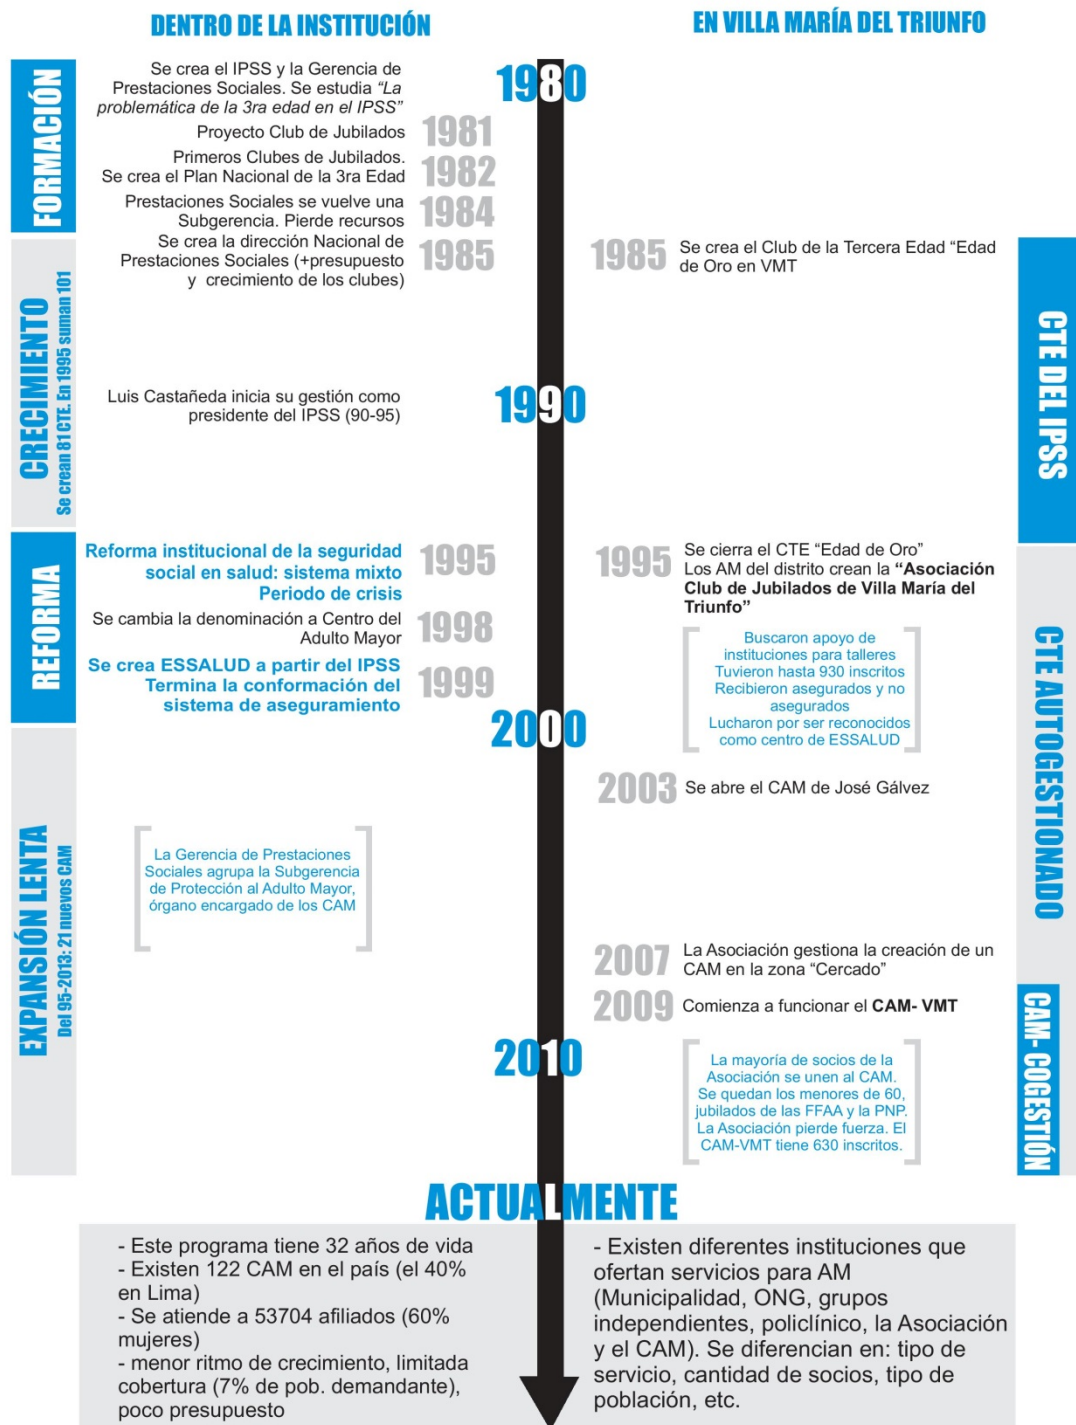 DENTRO DE LA INSTITUCIÓN
EN VILLA MARÍA DEL TRIUNFO
FORMACIÓN
Se crea el IPSS y la Gerencia de
Prestaciones Sociales. Se estudia “La
problemática de la 3ra edad en el IPSS”
1980
Proyecto Club de Jubilados
1981
Primeros Clubes de Jubilados.
Se crea el Plan Nacional de la 3ra Edad
1982
Prestaciones Sociales se vuelve una
Subgerencia. Pierde recursos
1984
CRECIMIENTO
Se crean 81 CTE. En 1995 suman 101
Se crea la dirección Nacional de
Prestaciones Sociales (+presupuesto
y crecimiento de los clubes)
1985
1985
Se crea el Club de la Tercera Edad “Edad
de Oro en VMT
CTE DEL IPSS
Luis Castañeda inicia su gestión como
presidente del IPSS (90-95)
1990
REFORMA
Reforma institucional de la seguridad
social en salud: sistema mixto
Periodo de crisis
1995
1995
Se cierra el CTE “Edad de Oro”
Los AM del distrito crean la “Asociación
Club de Jubilados de Villa María del
Triunfo”
CTE AUTOGESTIONADO
Se cambia la denominación a Centro del
Adulto Mayor
1998
Se crea ESSALUD a partir del IPSS
Termina la conformación del
sistema de aseguramiento
1999
Buscaron apoyo de
instituciones para talleres
Tuvieron hasta 930 inscritos
Recibieron asegurados y no
asegurados
Lucharon por ser reconocidos
como centro de ESSALUD
2000
2003
Se abre el CAM de José Gálvez
EXPANSIÓN LENTA
Del 95-2013: 21 nuevos CAM
La Gerencia de Prestaciones
Sociales agrupa la Subgerencia
de Protección al Adulto Mayor,
órgano encargado de los CAM
2007
La Asociación gestiona la creación de un
CAM en la zona “Cercado”
2009
Comienza a funcionar el CAM- VMT
CAM- COGESTIÓN
2010
La mayoría de socios de la
Asociación se unen al CAM.
Se quedan los menores de 60,
jubilados de las FFAA y la PNP.
La Asociación pierde fuerza. El
CAM-VMT tiene 630 inscritos.
ACTUALMENTE
- Este programa tiene 32 años de vida
- Existen 122 CAM en el país (el 40%
en Lima)
- Se atiende a 53704 afiliados (60%
mujeres)
- menor ritmo de crecimiento, limitada
cobertura (7% de pob. demandante),
poco presupuesto
- Existen diferentes instituciones que
ofertan servicios para AM
(Municipalidad, ONG, grupos
independientes, policlínico, la Asociación
y el CAM). Se diferencian en: tipo de
servicio, cantidad de socios, tipo de
población, etc.